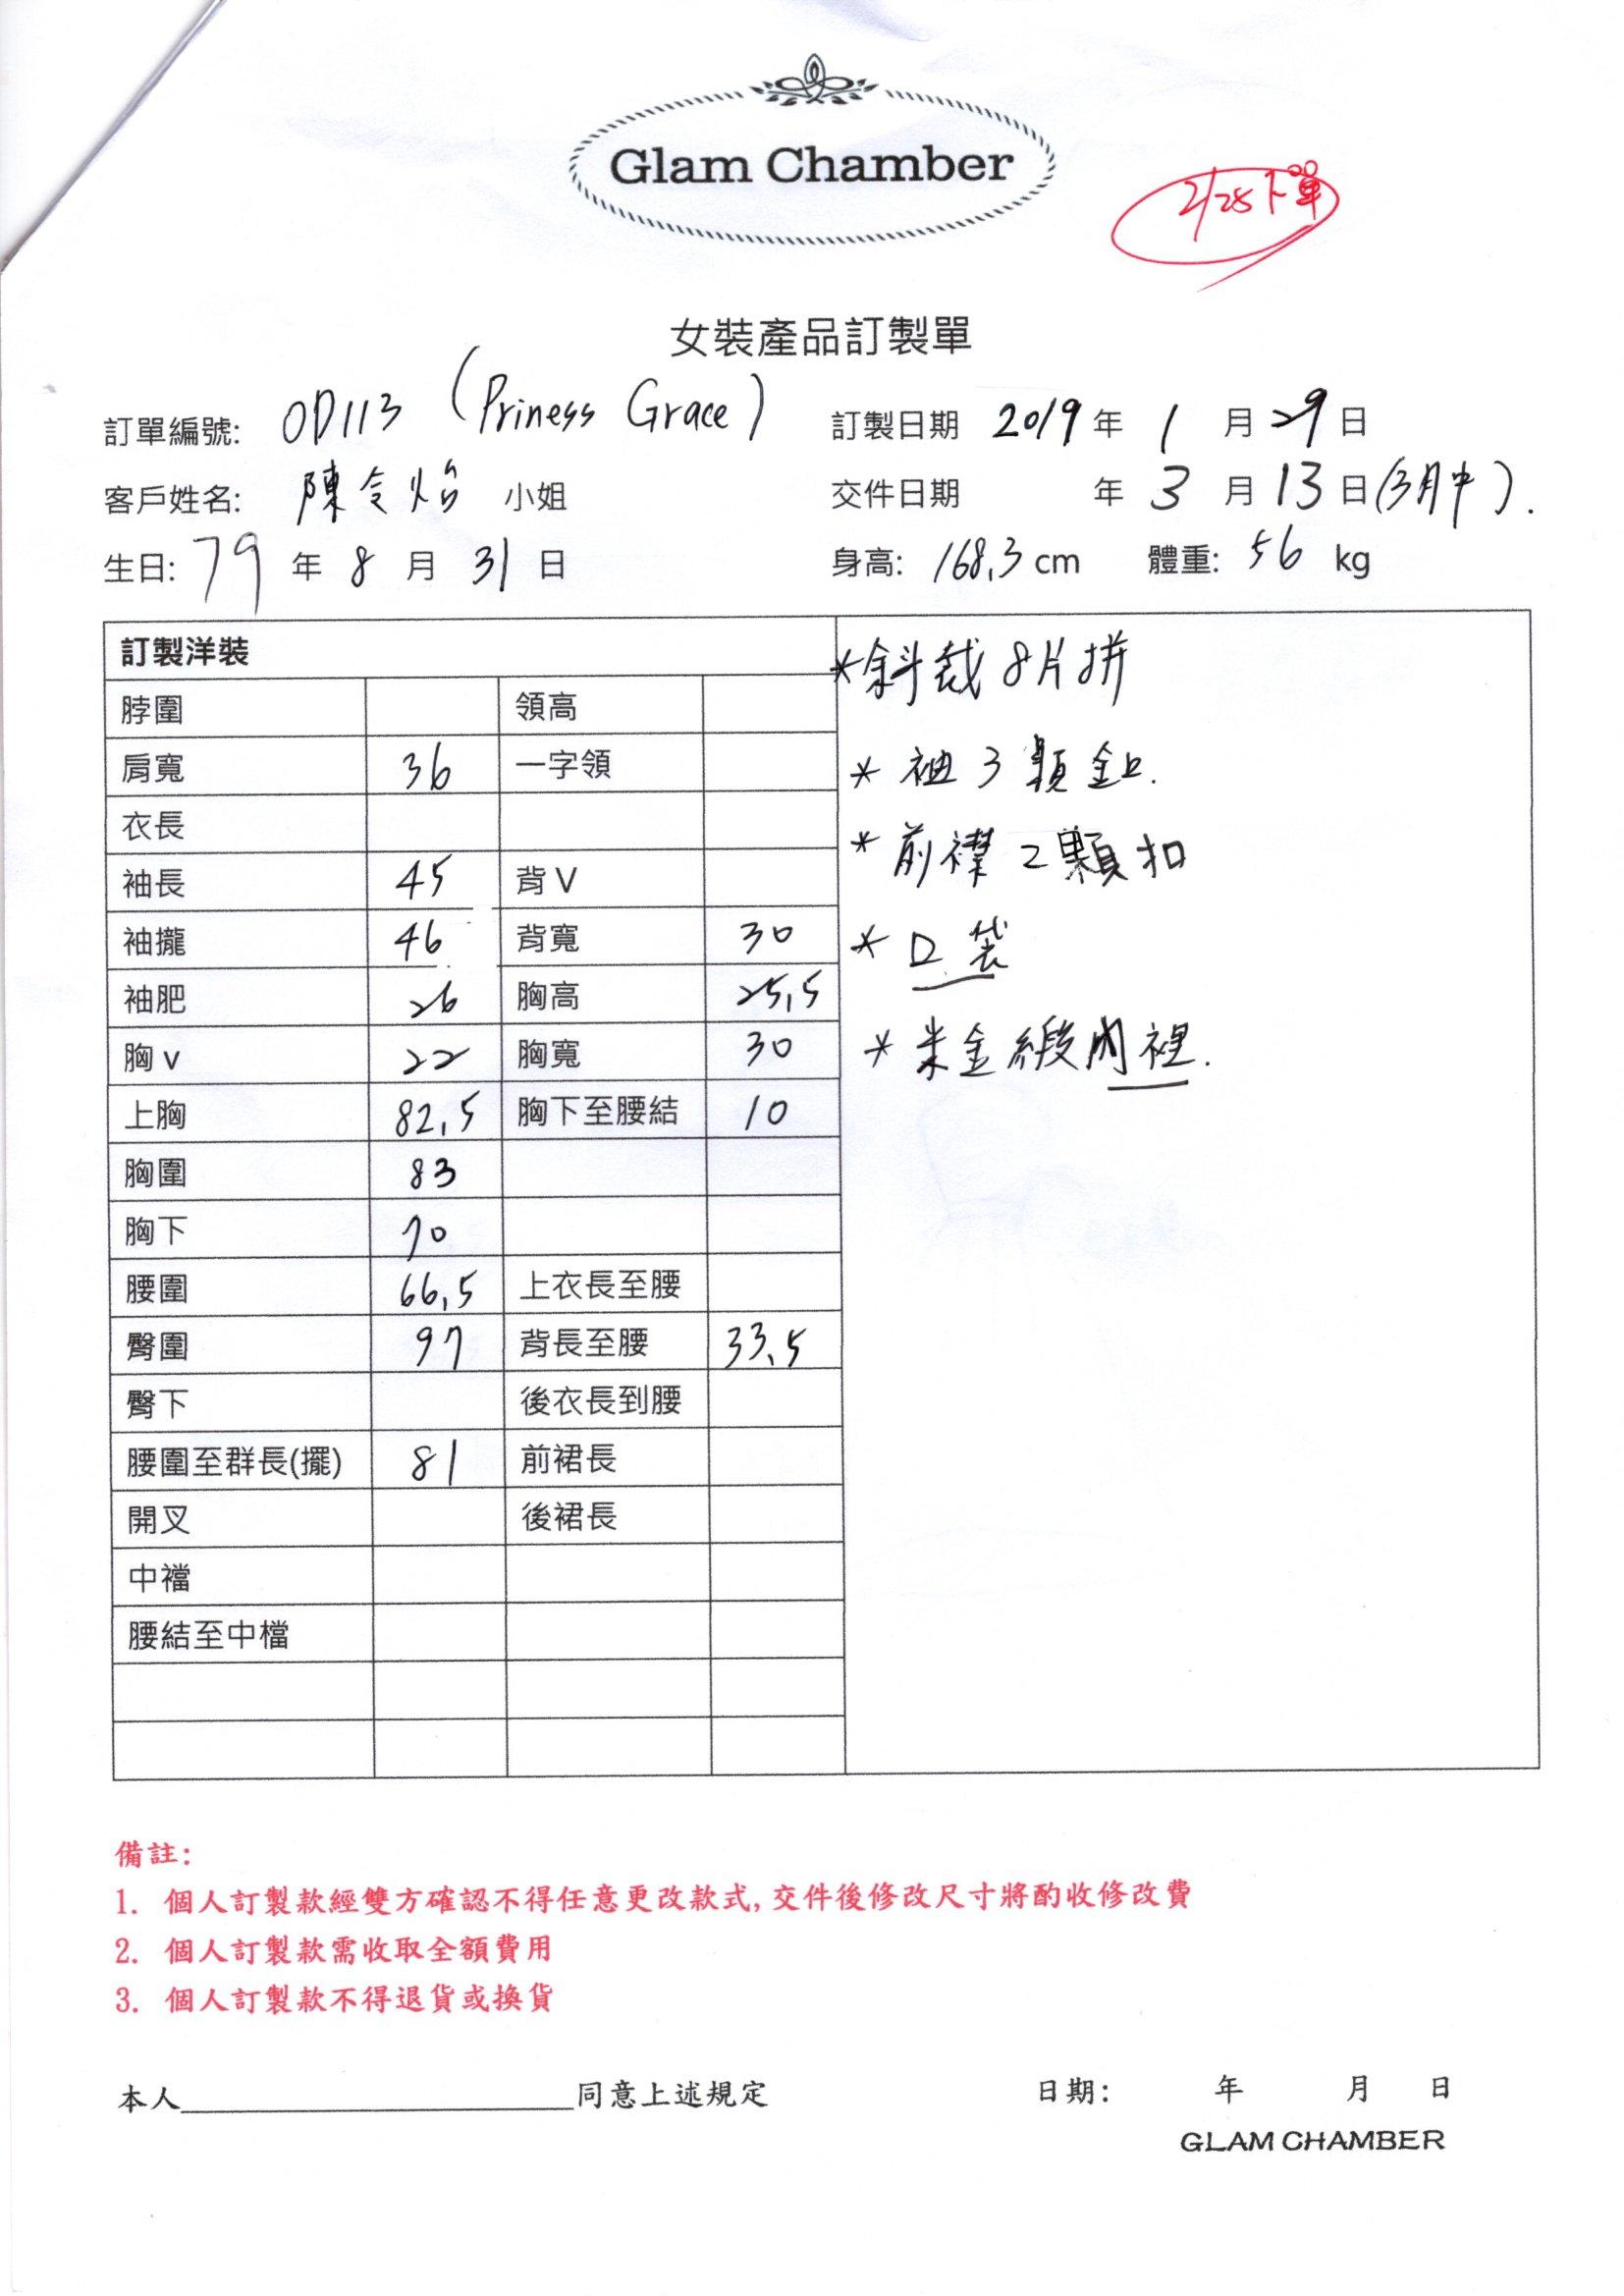 Glam Chamber
2/25下單
女裝產品訂製單
訂單編號: OD113 (Priness Grace) 訂製日期 2019 年 1 月 29 日
客戶姓名: 陳令怡 小姐 交件日期 年 3 月 13 日(3月中).
生日: 79 年 8 月 31 日 身高: 168.3 cm 體重: 56 kg
訂製洋裝
*斜裁8片拼
脖圍 領高
肩寬 36 一字領
* 袖3顆釦.
衣長
* 前襟2顆扣
袖長 45 背V
袖攏 46 背寬 30
* 口袋
袖肥 26 胸高 25.5
胸v 22 胸寬 30
* 米金緞內裡.
上胸 82.5 胸下至腰結 10
胸圍 83
胸下 70
腰圍 66.5 上衣長至腰
臀圍 97 背長至腰 33.5
臀下 後衣長到腰
腰圍至群長(擺) 81 前裙長
開叉 後裙長
中襠
腰結至中檔
備註:
1. 個人訂製款經雙方確認不得任意更改款式, 交件後修改尺寸將酌收修改費
2. 個人訂製款需收取全額費用
3. 個人訂製款不得退貨或換貨
本人________________同意上述規定 日期: 年 月 日
GLAM CHAMBER